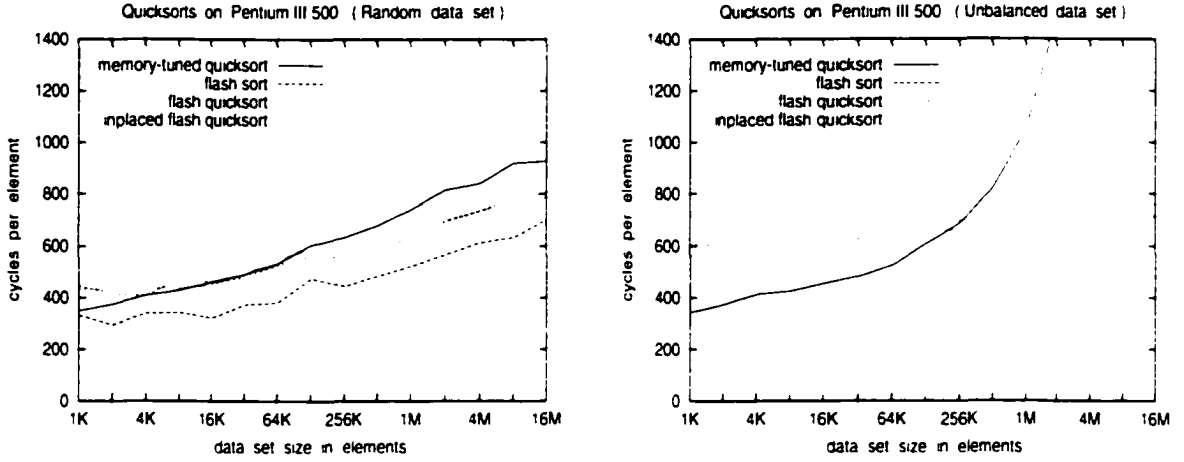 Quicksorts on Pentium III 500 (Random data set)
1400
1200
1000
800
600
400
200
0
cycles per element
memory-tuned quicksort
flash sort
flash quicksort
inplaced flash quicksort
1K 4K 16K 64K 256K 1M 4M 16M
data set size in elements
Quicksorts on Pentium III 500 (Unbalanced data set)
1400
1200
1000
800
600
400
200
0
cycles per element
memory-tuned quicksort
flash sort
flash quicksort
inplaced flash quicksort
1K 4K 16K 64K 256K 1M 4M 16M
data set size in elements